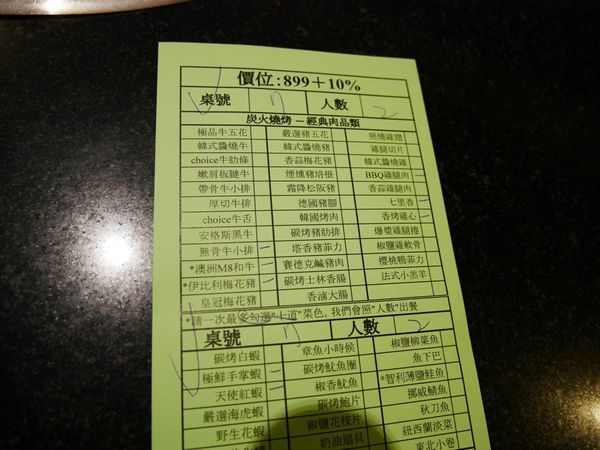 價位:899+10%
桌號 7 人數 2
炭火燒烤－經典肉品類
極品牛五花 嚴選豬五花 照燒雞翅
韓式醬燒牛 韓式醬燒豬 雞腿切片
choice牛肋條 香蒜梅花豬 韓式醬燒雞
嫩肩板腱牛 煙燻豬培根 BBQ雞腿肉
帶骨牛小排 霜降松阪豬 香蒜雞腿肉
厚切牛排 德國豬腳 七里香
choice牛舌 韓國烤肉 香烤雞心
安格斯黑牛 碳烤豬肋排 爆漿雞腿捲
無骨牛小排 塔香豬菲力 椒鹽雞軟骨
*澳洲M8和牛 賽德克鹹豬肉 櫻桃鴨菲力
*伊比利梅花豬 碳烤士林香腸 法式小羔羊
皇冠梅花豬 香滷大腸
*請一次最多勾選"十道"菜色, 我們會照"人數"出餐
桌號 7 人數 2
碳烤白蝦 章魚小時候 椒鹽柳葉魚
極鮮手掌蝦 碳烤魷魚圈 魚下巴
天使紅蝦 椒香魷魚 *智利薄鹽鮭魚
嚴選海虎蝦 碳烤鮑片 挪威鯖魚
野生花蝦 椒鹽花枝片 秋刀魚
奶油扇貝 紐西蘭淡菜
東北小卷